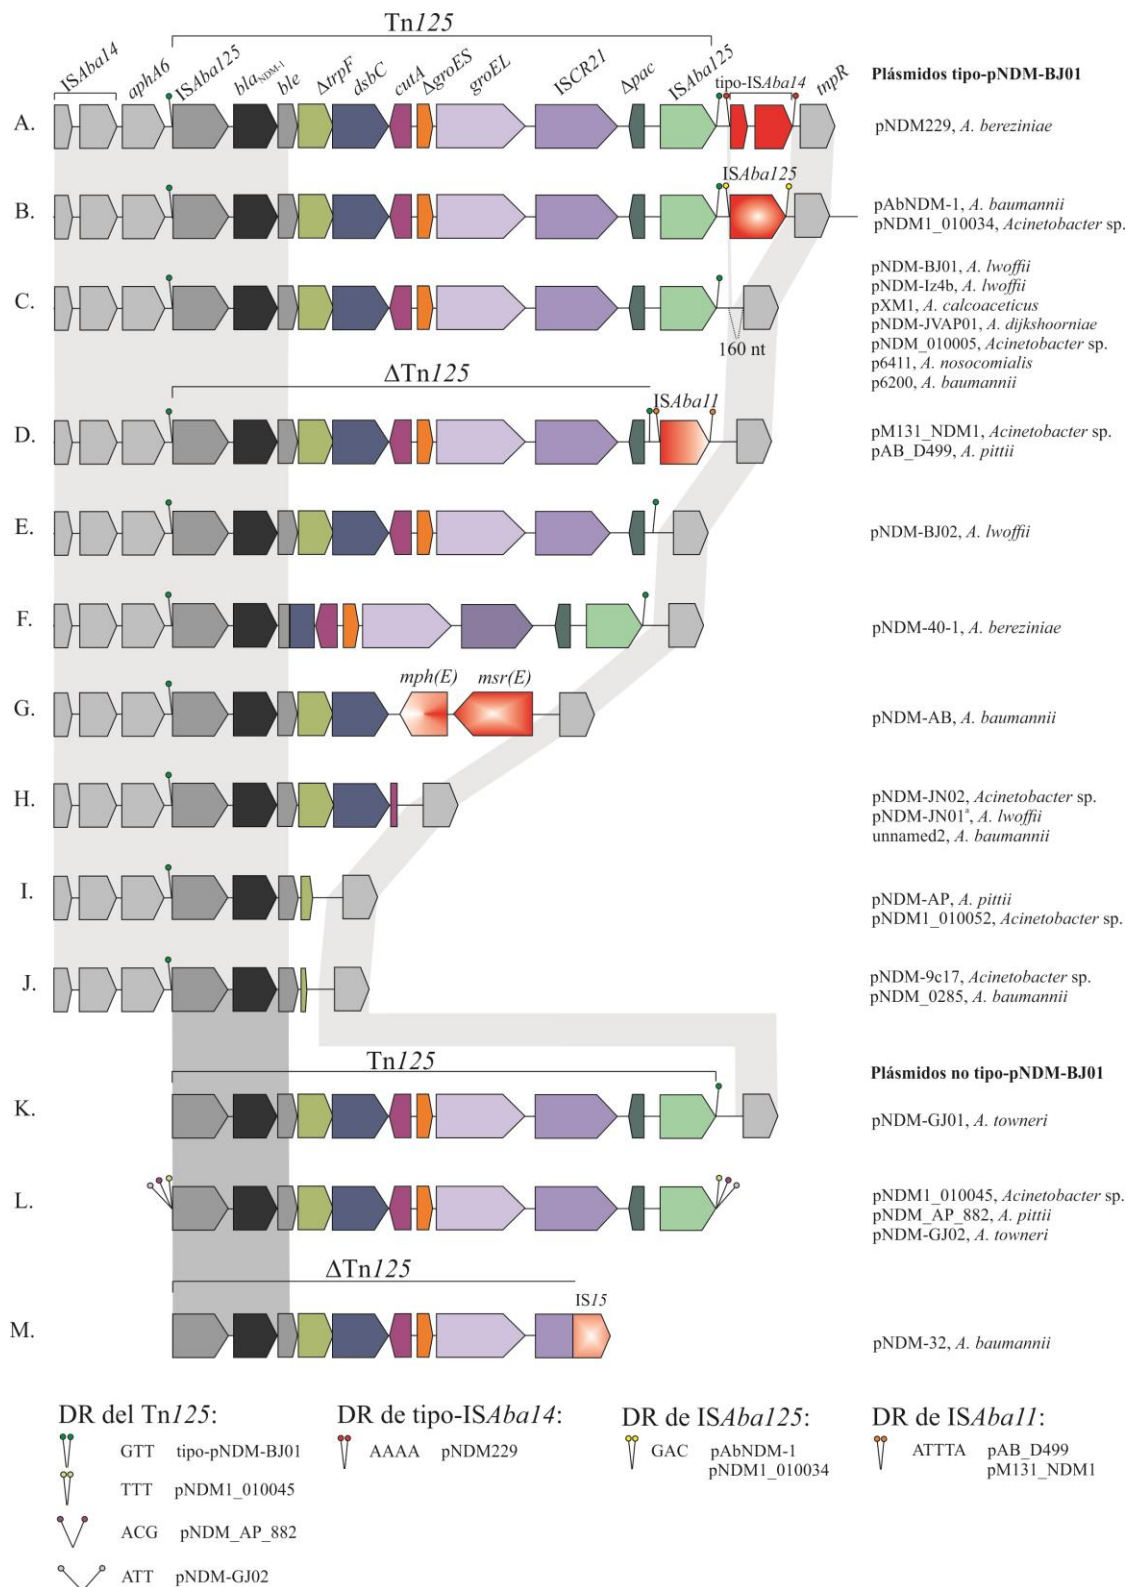 Tn125
ISAba14
aphA6
ISAba125
blaNDM-1
ble
ΔtrpF
dsbC
cutA
ΔgroES
groEL
ISCR21
Δpac
ISAba125
tipo-ISAba14
tnpR
Plásmidos tipo-pNDM-BJ01
A.
pNDM229, A. bereziniae
ISAba125
B.
pAbNDM-1, A. baumannii
pNDM1_010034, Acinetobacter sp.
C.
160 nt
pNDM-BJ01, A. lwoffii
pNDM-Iz4b, A. lwoffii
pXM1, A. calcoaceticus
pNDM-JVAP01, A. dijkshoorniae
pNDM_010005, Acinetobacter sp.
p6411, A. nosocomialis
p6200, A. baumannii
ΔTn125
ISAba11
D.
pM131_NDM1, Acinetobacter sp.
pAB_D499, A. pittii
E.
pNDM-BJ02, A. lwoffii
F.
pNDM-40-1, A. bereziniae
mph(E)
msr(E)
G.
pNDM-AB, A. baumannii
H.
pNDM-JN02, Acinetobacter sp.
pNDM-JN01ª, A. lwoffii
unnamed2, A. baumannii
I.
pNDM-AP, A. pittii
pNDM1_010052, Acinetobacter sp.
J.
pNDM-9c17, Acinetobacter sp.
pNDM_0285, A. baumannii
Tn125
Plásmidos no tipo-pNDM-BJ01
K.
pNDM-GJ01, A. towneri
L.
pNDM1_010045, Acinetobacter sp.
pNDM_AP_882, A. pittii
pNDM-GJ02, A. towneri
ΔTn125
IS15
M.
pNDM-32, A. baumannii
DR del Tn125:
GTT tipo-pNDM-BJ01
TTT pNDM1_010045
ACG pNDM_AP_882
ATT pNDM-GJ02
DR de tipo-ISAba14:
AAAA pNDM229
DR de ISAba125:
GAC pAbNDM-1
pNDM1_010034
DR de ISAba11:
ATTTA pAB_D499
pM131_NDM1